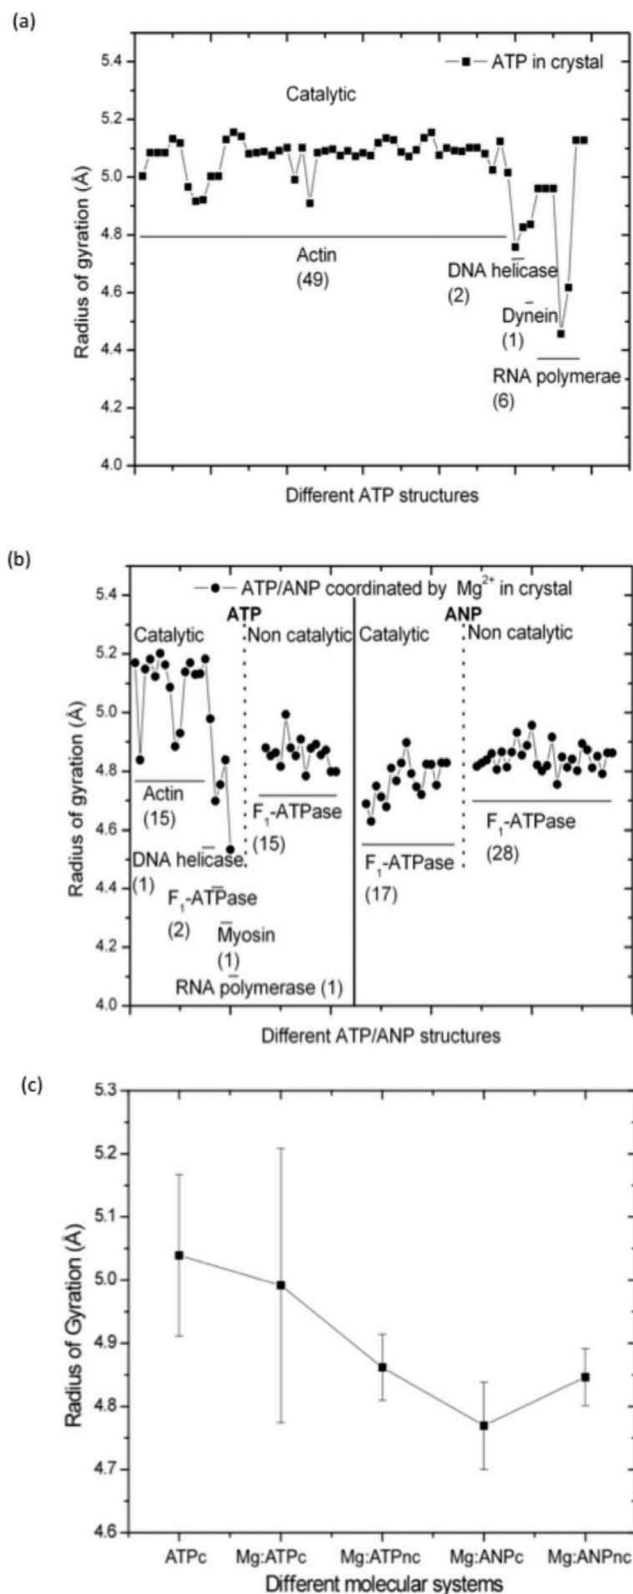 (a)
5.4
5.2
5.0
4.8
4.6
4.4
4.2
4.0
Radius of gyration (Å)
ATP in crystal
Catalytic
Actin
(49)
DNA helicase
(2)
Dynein
(1)
RNA polymerae
(6)
Different ATP structures
(b)
5.4
5.2
5.0
4.8
4.6
4.4
4.2
4.0
Radius of gyration (Å)
ATP/ANP coordinated by Mg2+ in crystal
ATP
ANP
Catalytic
Non catalytic
Catalytic
Non catalytic
Actin
(15)
DNA helicase
(1)
F1-ATPase
(2)
Myosin
(1)
RNA polymerase (1)
F1-ATPase
(15)
F1-ATPase
(17)
F1-ATPase
(28)
Different ATP/ANP structures
(c)
5.3
5.2
5.1
5.0
4.9
4.8
4.7
4.6
Radius of Gyration (Å)
ATPc
Mg:ATPc
Mg:ATPnc
Mg:ANPc
Mg:ANPnc
Different molecular systems